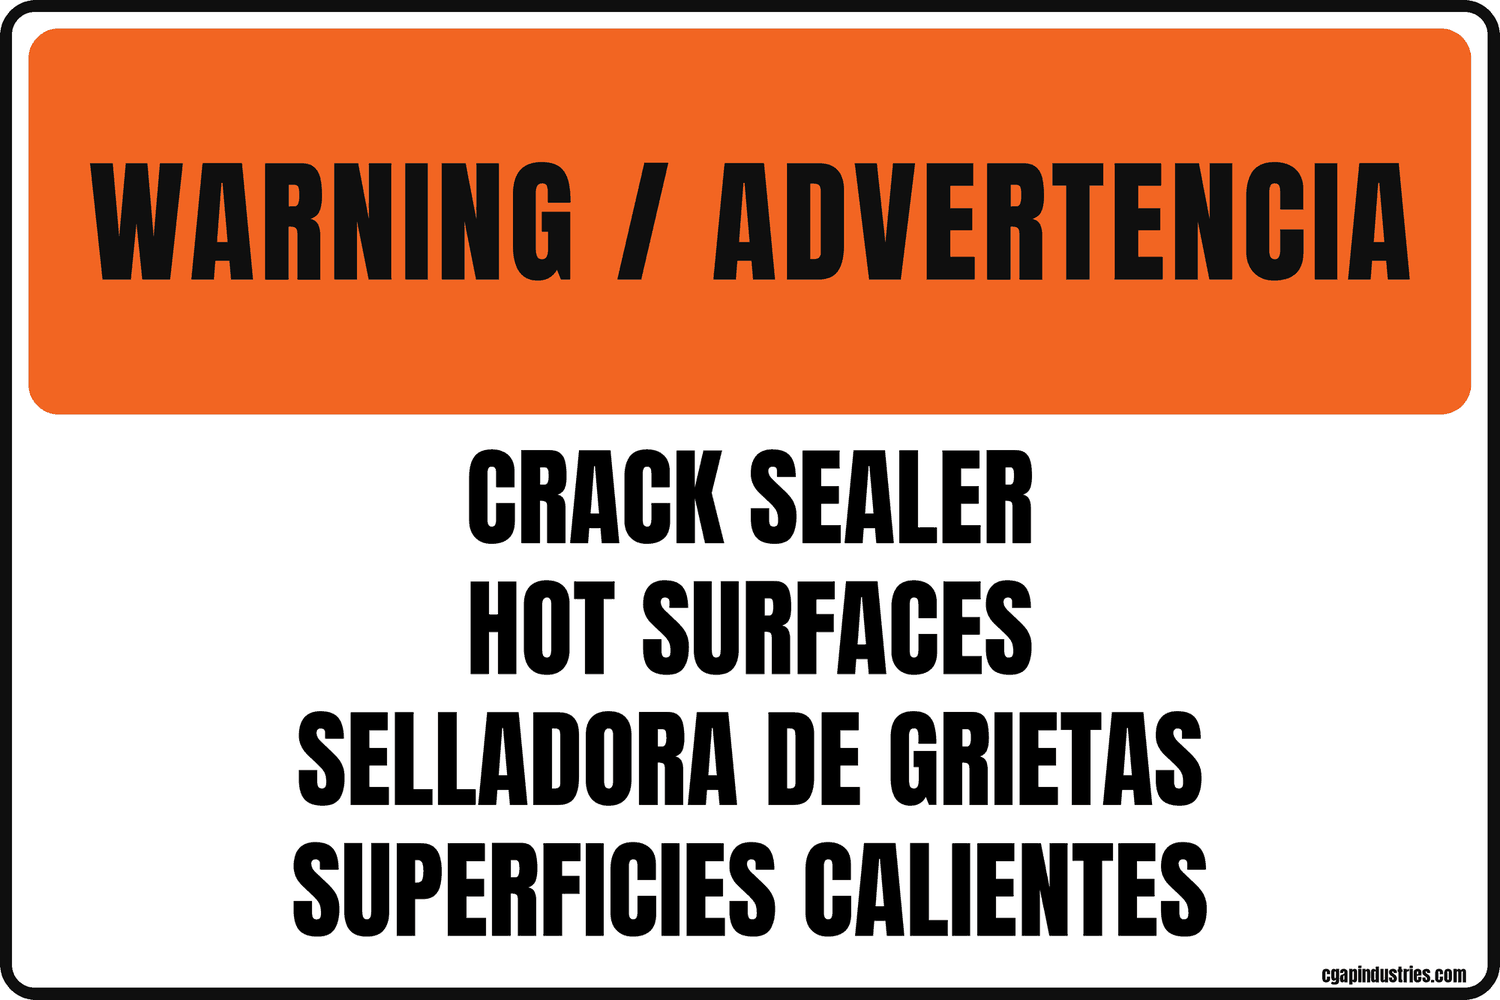 WARNING / ADVERTENCIA
CRACK SEALER
HOT SURFACES
SELLADORA DE GRIETAS
SUPERFICIES CALIENTES
cgapindustries.com